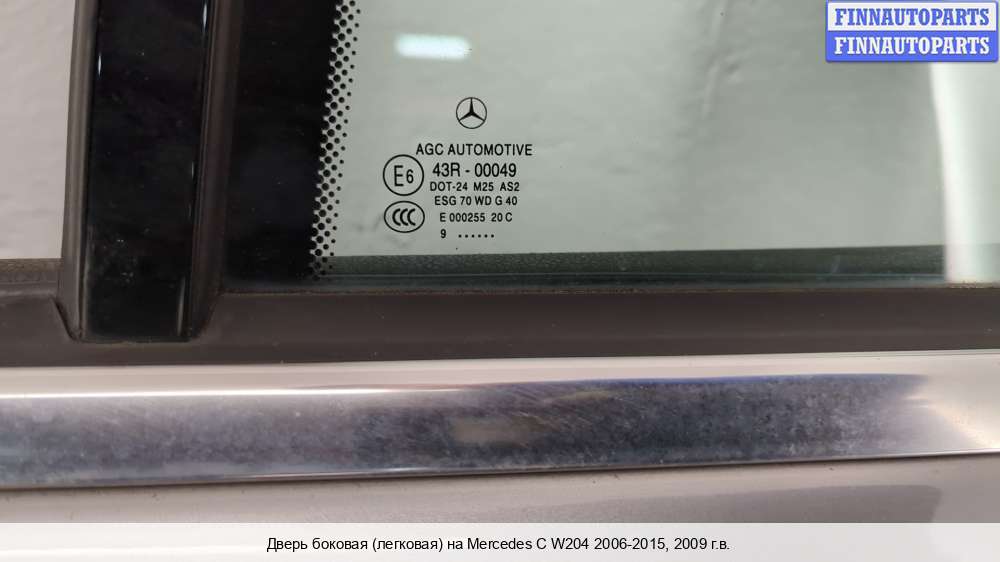 FINNAUTOPARTS
FINNAUTOPARTS
AGC AUTOMOTIVE
E6 43R - 00049
DOT-24 M25 AS2
ESG 70 WD G 40
CCC E 000255 20 C
9 ......
Дверь боковая (легковая) на Mercedes C W204 2006-2015, 2009 г.в.